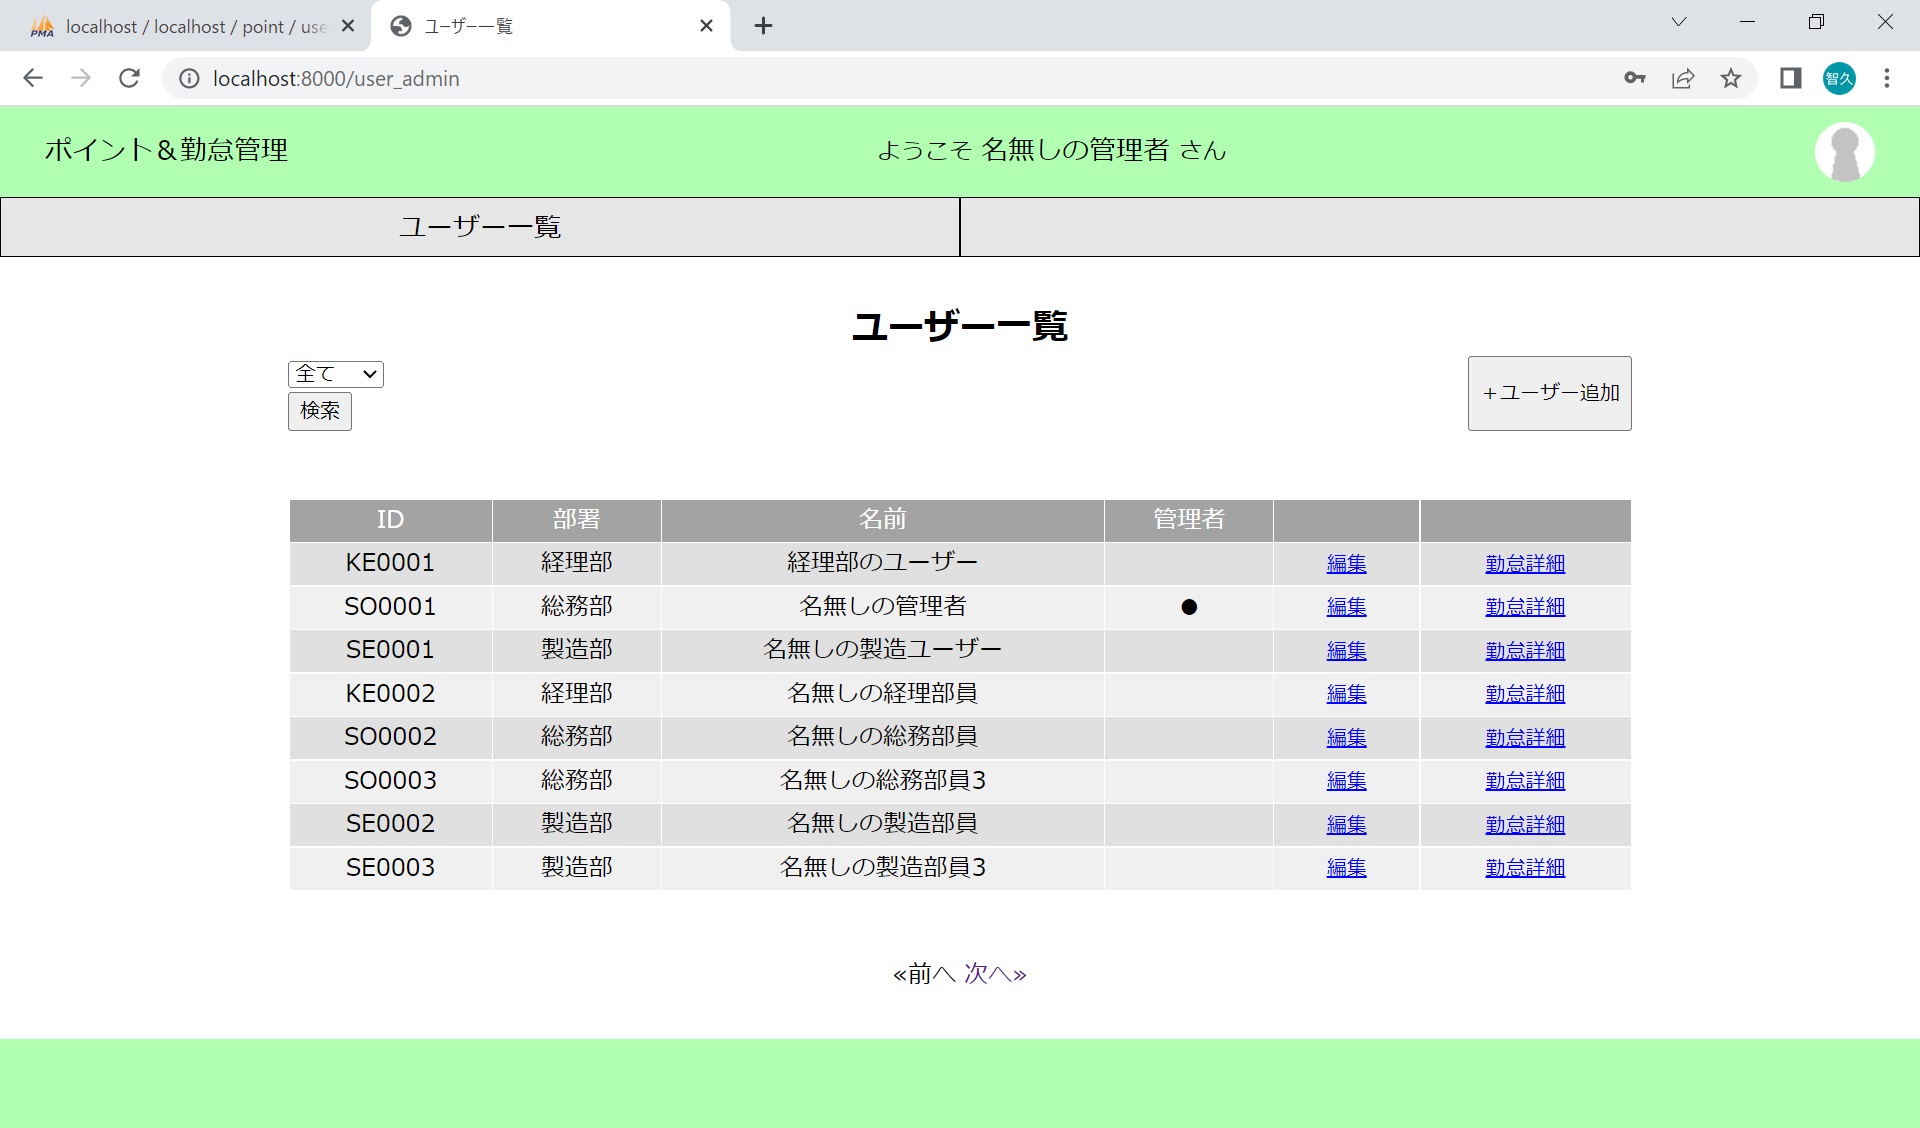 PMA localhost / localhost / point / use
ユーザー一覧
localhost:8000/user_admin
智久
ポイント＆勤怠管理
ようこそ 名無しの管理者 さん
ユーザー一覧
ユーザー一覧
全て
検索
＋ユーザー追加
ID 部署 名前 管理者
KE0001 経理部 経理部のユーザー 編集 勤怠詳細
SO0001 総務部 名無しの管理者 ● 編集 勤怠詳細
SE0001 製造部 名無しの製造ユーザー 編集 勤怠詳細
KE0002 経理部 名無しの経理部員 編集 勤怠詳細
SO0002 総務部 名無しの総務部員 編集 勤怠詳細
SO0003 総務部 名無しの総務部員3 編集 勤怠詳細
SE0002 製造部 名無しの製造部員 編集 勤怠詳細
SE0003 製造部 名無しの製造部員3 編集 勤怠詳細
«前へ 次へ»